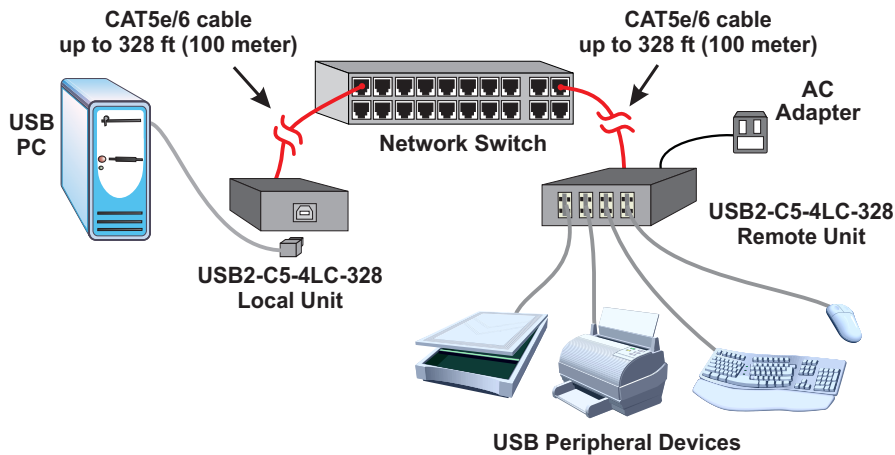 CAT5e/6 cable
up to 328 ft (100 meter)
CAT5e/6 cable
up to 328 ft (100 meter)
USB
PC
Network Switch
AC
Adapter
USB2-C5-4LC-328
Local Unit
USB2-C5-4LC-328
Remote Unit
USB Peripheral Devices